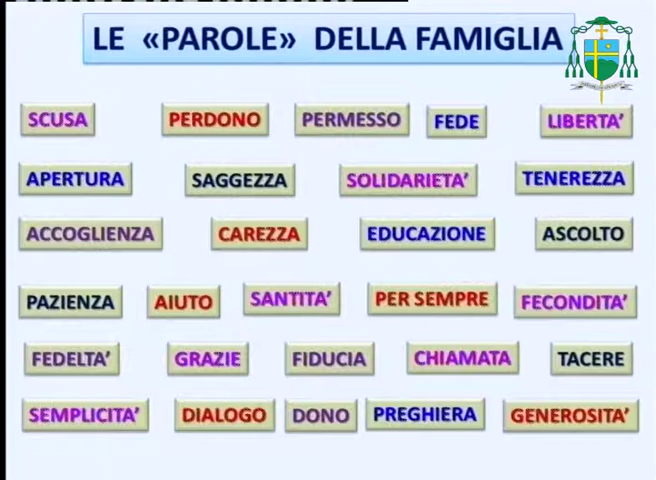 LE «PAROLE» DELLA FAMIGLIA
SCUSA PERDONO PERMESSO FEDE LIBERTA'
APERTURA SAGGEZZA SOLIDARIETA' TENEREZZA
ACCOGLIENZA CAREZZA EDUCAZIONE ASCOLTO
PAZIENZA AIUTO SANTITA' PER SEMPRE FECONDITA'
FEDELTA' GRAZIE FIDUCIA CHIAMATA TACERE
SEMPLICITA' DIALOGO DONO PREGHIERA GENEROSITA'